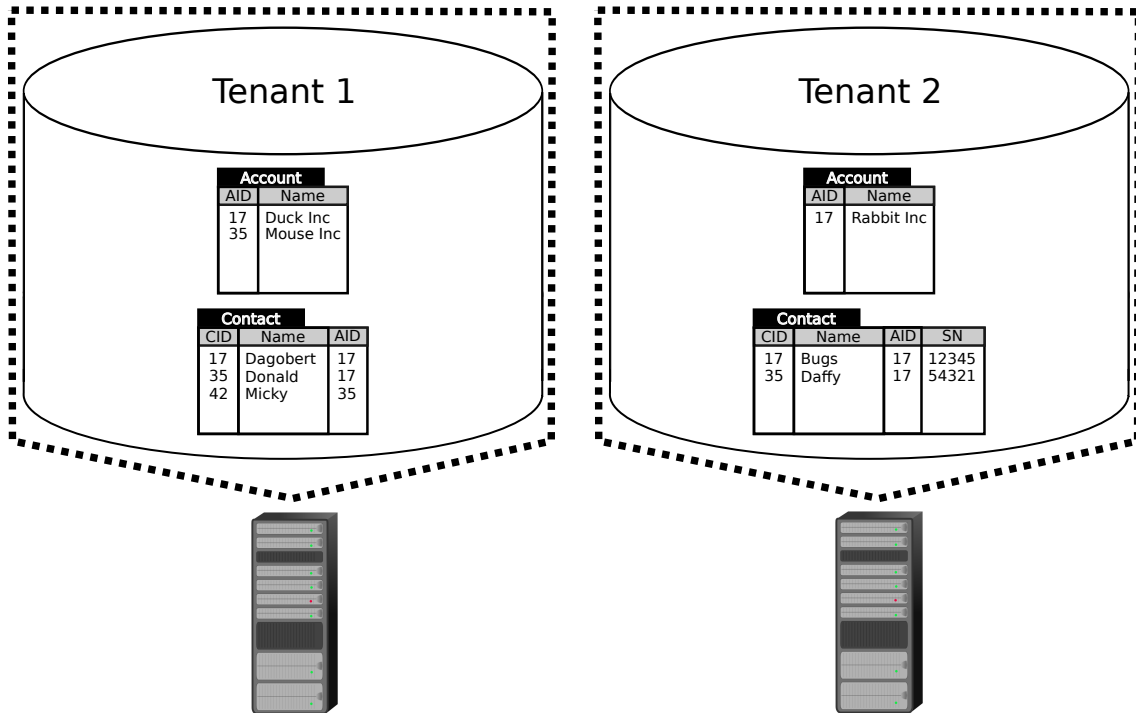 Tenant 1
Account
AID Name
17 Duck Inc
35 Mouse Inc
Contact
CID Name AID
17 Dagobert 17
35 Donald 17
42 Micky 35
Tenant 2
Account
AID Name
17 Rabbit Inc
Contact
CID Name AID SN
17 Bugs 17 12345
35 Daffy 17 54321